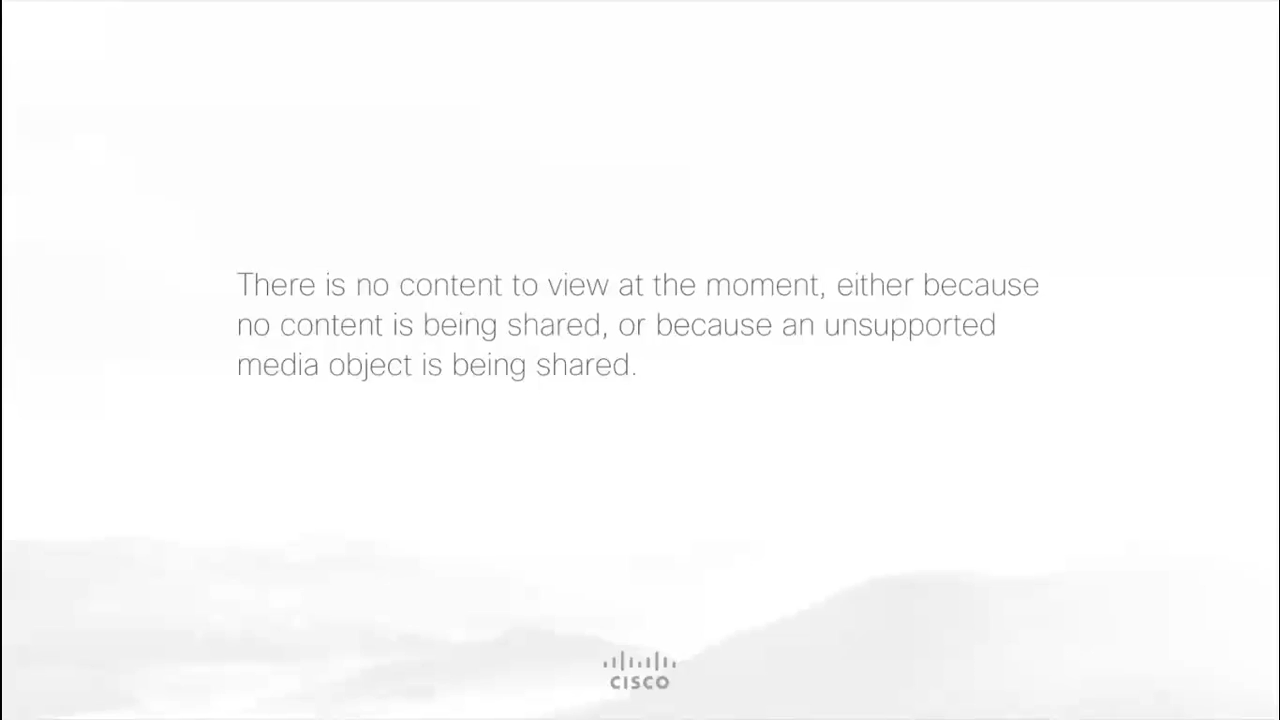 There is no content to view at the moment, either because
no content is being shared, or because an unsupported
media object is being shared.
CISCO